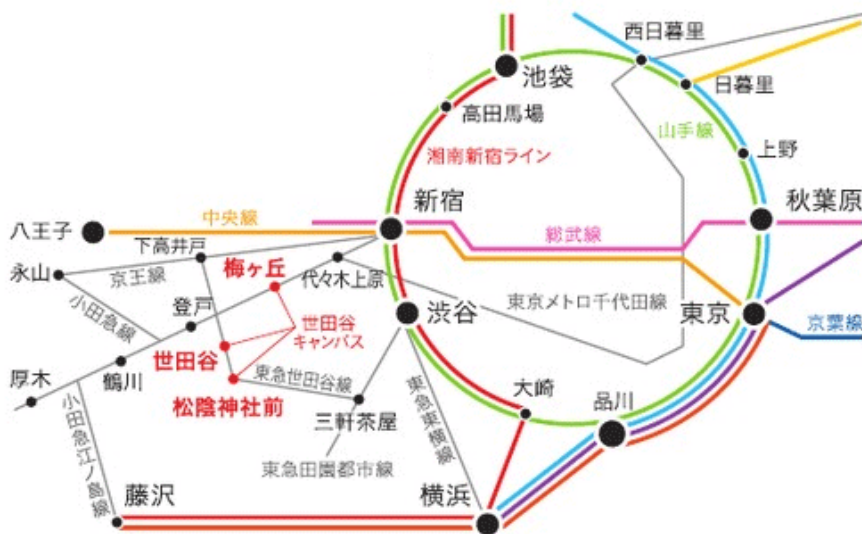 西日暮里
池袋
日暮里
高田馬場
山手線
上野
湘南新宿ライン
新宿
秋葉原
中央線
八王子
総武線
下高井戸
永山
京王線
梅ヶ丘
代々木上原
小田急線
登戸
東京メトロ千代田線
渋谷
東京
世田谷
キャンパス
京葉線
世田谷
厚木
鶴川
東急世田谷線
大崎
松陰神社前
品川
三軒茶屋
東急東横線
小田急江ノ島線
東急田園都市線
藤沢
横浜